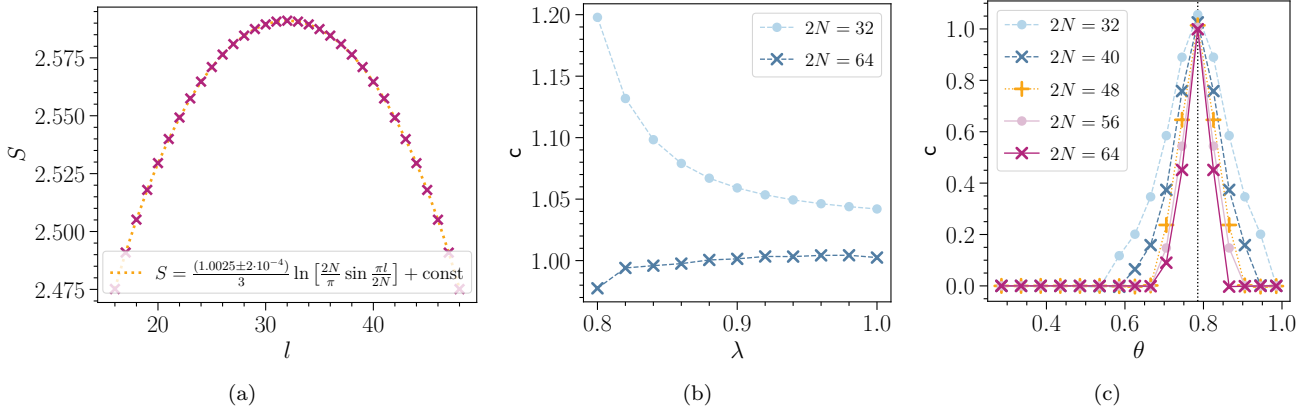 2.575
2.550
2.525
2.500
2.475
S
20
30
40
l
S = (1.0025±2·10⁻⁴)/3 ln [2N/π sin πl/2N] + const
(a)
1.20
1.15
1.10
1.05
1.00
c
0.8
0.9
1.0
λ
2N = 32
2N = 64
(b)
1.0
0.8
0.6
0.4
0.2
0.0
c
0.4
0.6
0.8
1.0
θ
2N = 32
2N = 40
2N = 48
2N = 56
2N = 64
(c)